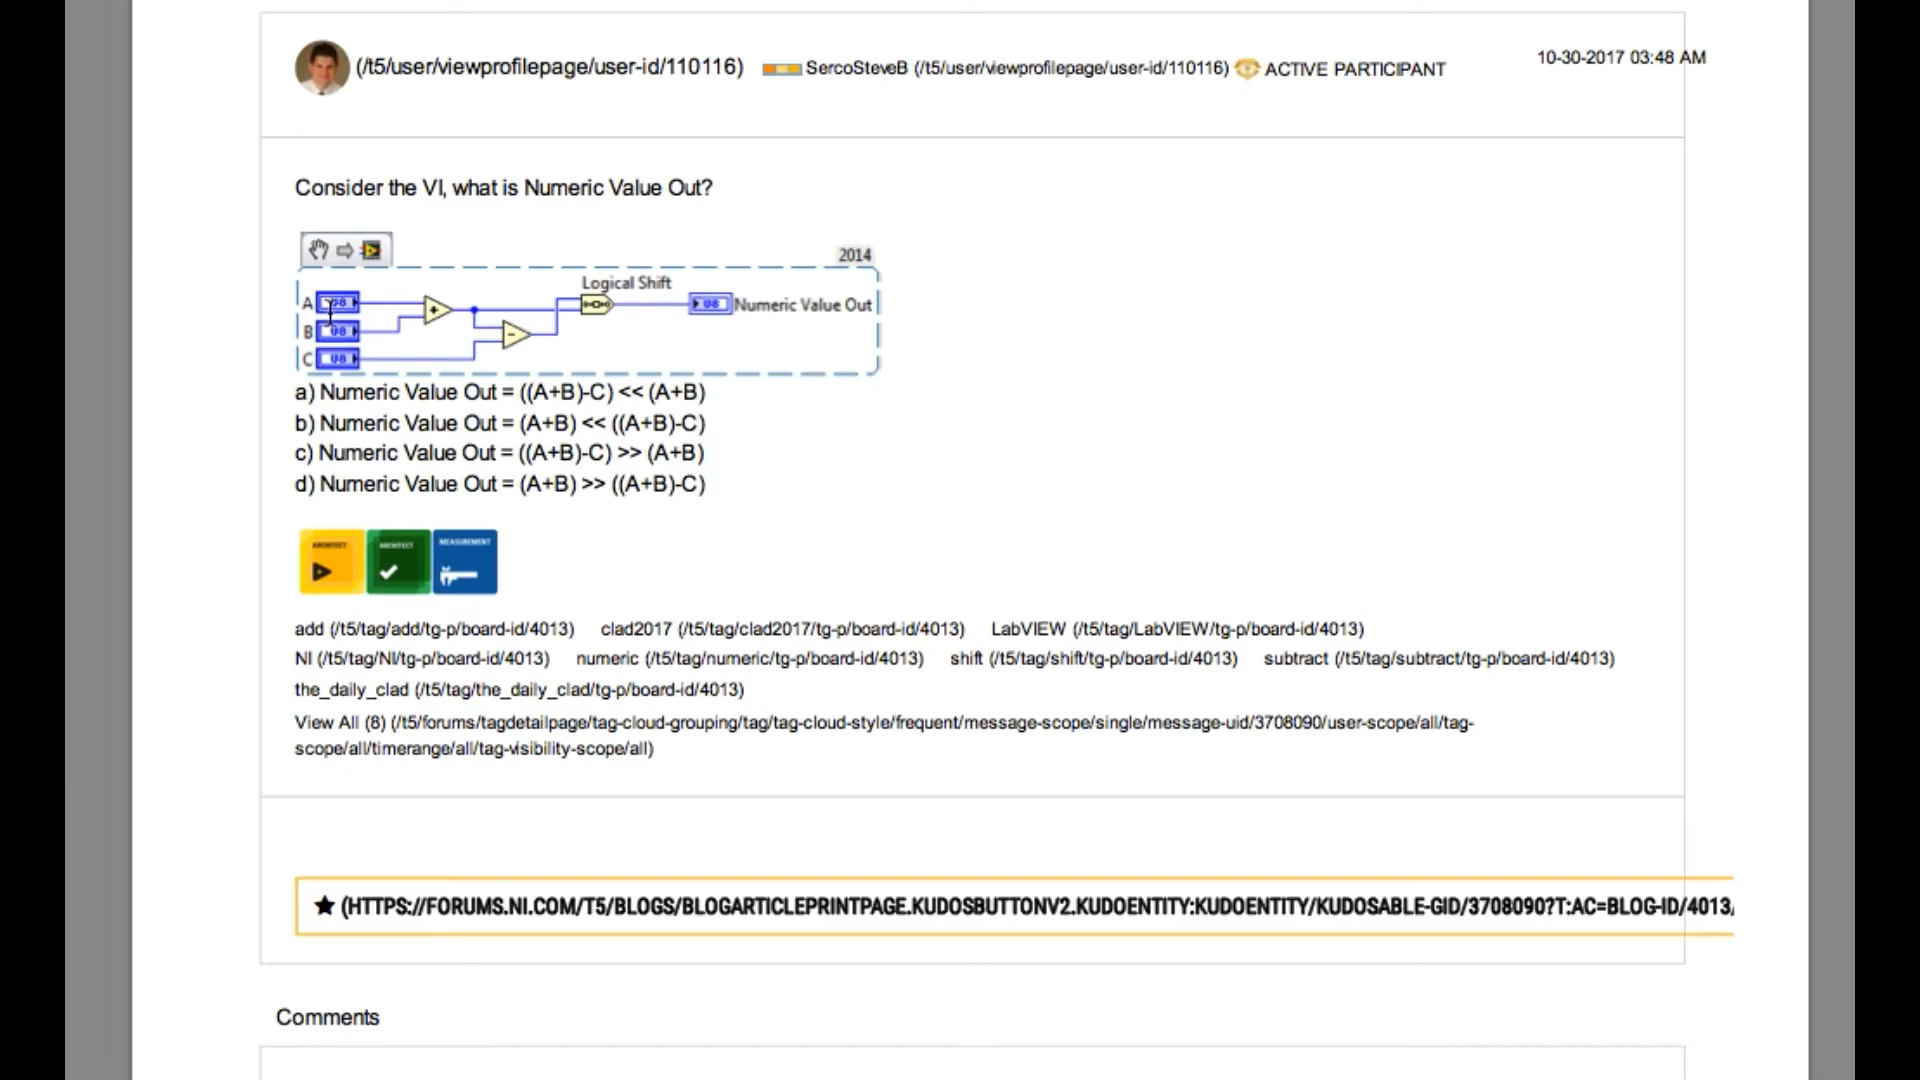 (/t5/user/viewprofilepage/user-id/110116) SercoSteveB (/t5/user/viewprofilepage/user-id/110116) ACTIVE PARTICIPANT 10-30-2017 03:48 AM
Consider the VI, what is Numeric Value Out?
2014
Logical Shift
A U8 U8 Numeric Value Out
B U8
C U8
a) Numeric Value Out = ((A+B)-C) << (A+B)
b) Numeric Value Out = (A+B) << ((A+B)-C)
c) Numeric Value Out = ((A+B)-C) >> (A+B)
d) Numeric Value Out = (A+B) >> ((A+B)-C)
ARCHITECT ARCHITECT MEASUREMENT
add (/t5/tag/add/tg-p/board-id/4013) clad2017 (/t5/tag/clad2017/tg-p/board-id/4013) LabVIEW (/t5/tag/LabVIEW/tg-p/board-id/4013)
NI (/t5/tag/NI/tg-p/board-id/4013) numeric (/t5/tag/numeric/tg-p/board-id/4013) shift (/t5/tag/shift/tg-p/board-id/4013) subtract (/t5/tag/subtract/tg-p/board-id/4013)
the_daily_clad (/t5/tag/the_daily_clad/tg-p/board-id/4013)
View All (8) (/t5/forums/tagdetailpage/tag-cloud-grouping/tag/tag-cloud-style/frequent/message-scope/single/message-uid/3708090/user-scope/all/tag-
scope/all/timerange/all/tag-visibility-scope/all)
★ (HTTPS://FORUMS.NI.COM/T5/BLOGS/BLOGARTICLEPRINTPAGE.KUDOSBUTTONV2.KUDOENTITY:KUDOENTITY/KUDOSABLE-GID/3708090?T:AC=BLOG-ID/4013/
Comments